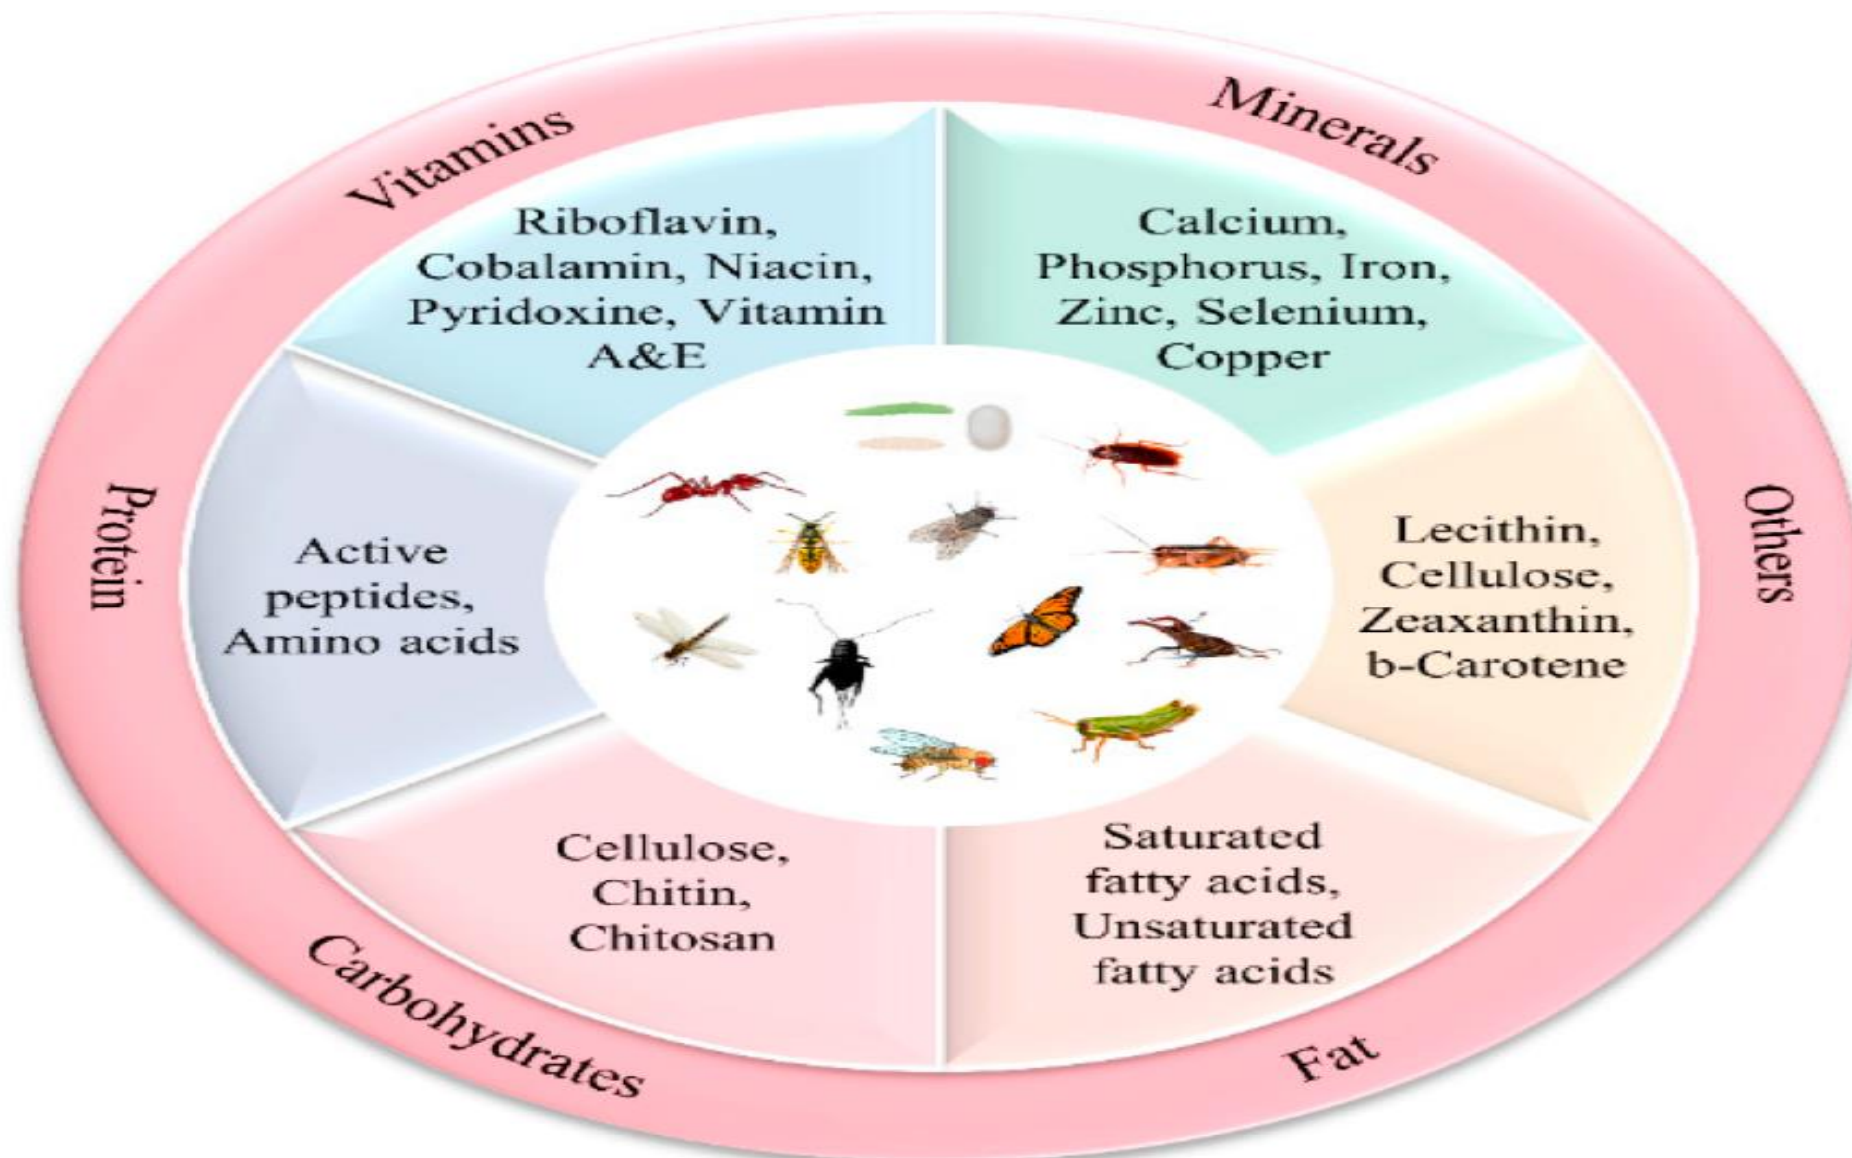 Vitamins
Riboflavin,
Cobalamin, Niacin,
Pyridoxine, Vitamin
A&E
Minerals
Calcium,
Phosphorus, Iron,
Zinc, Selenium,
Copper
Others
Lecithin,
Cellulose,
Zeaxanthin,
b-Carotene
Fat
Saturated
fatty acids,
Unsaturated
fatty acids
Carbohydrates
Cellulose,
Chitin,
Chitosan
Protein
Active
peptides,
Amino acids